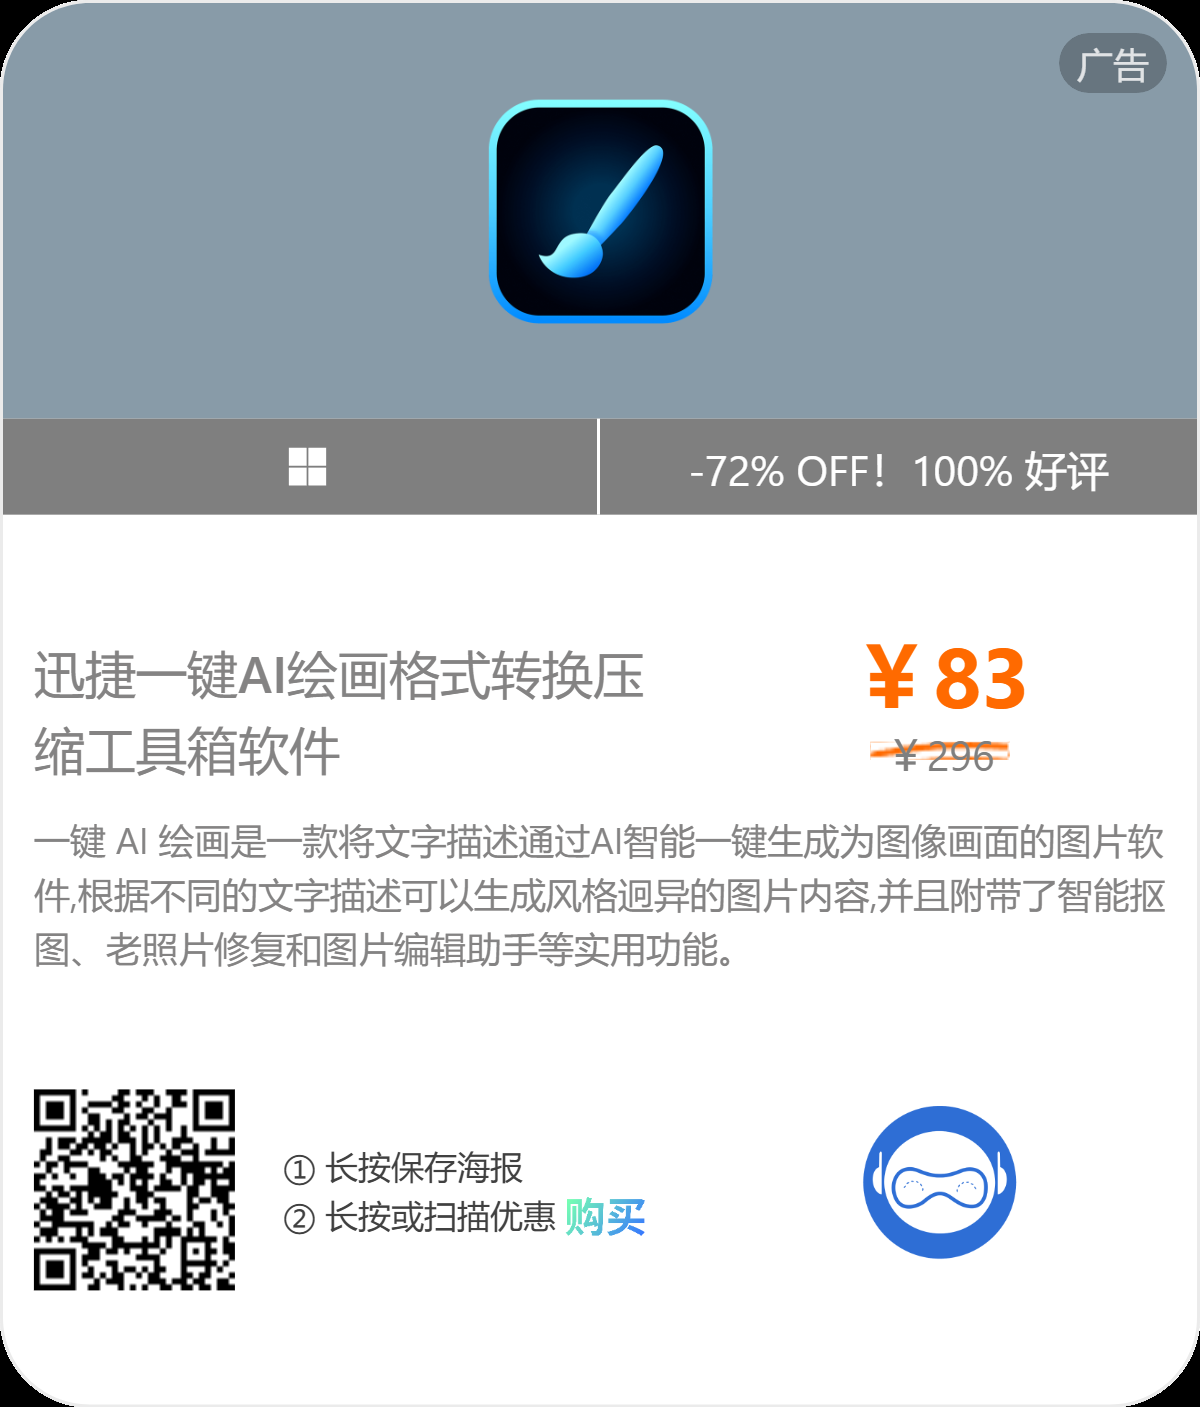 广告
-72% OFF！100% 好评
迅捷一键AI绘画格式转换压
缩工具箱软件
¥ 83
¥ 296
一键 AI 绘画是一款将文字描述通过AI智能一键生成为图像画面的图片软
件,根据不同的文字描述可以生成风格迥异的图片内容,并且附带了智能抠
图、老照片修复和图片编辑助手等实用功能。
① 长按保存海报
② 长按或扫描优惠 购买